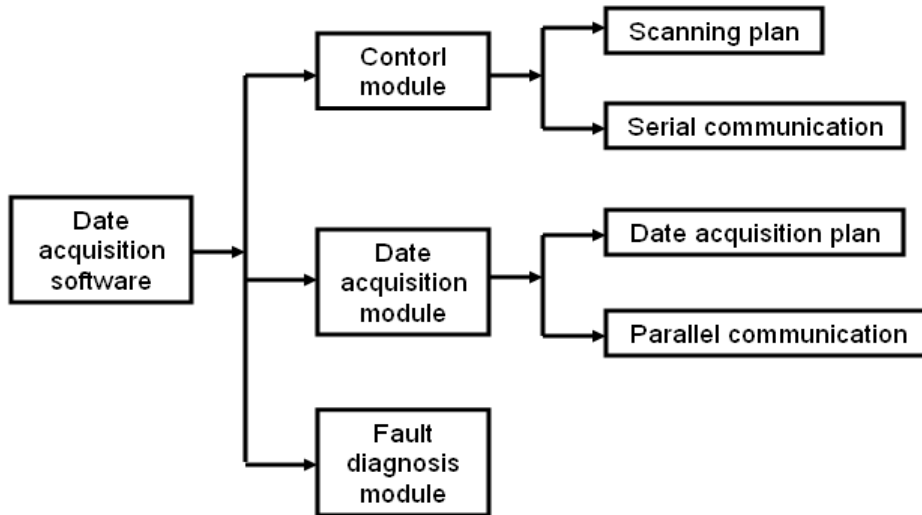 Date
acquisition
software
Contorl
module
Scanning plan
Serial communication
Date
acquisition
module
Date acquisition plan
Parallel communication
Fault
diagnosis
module